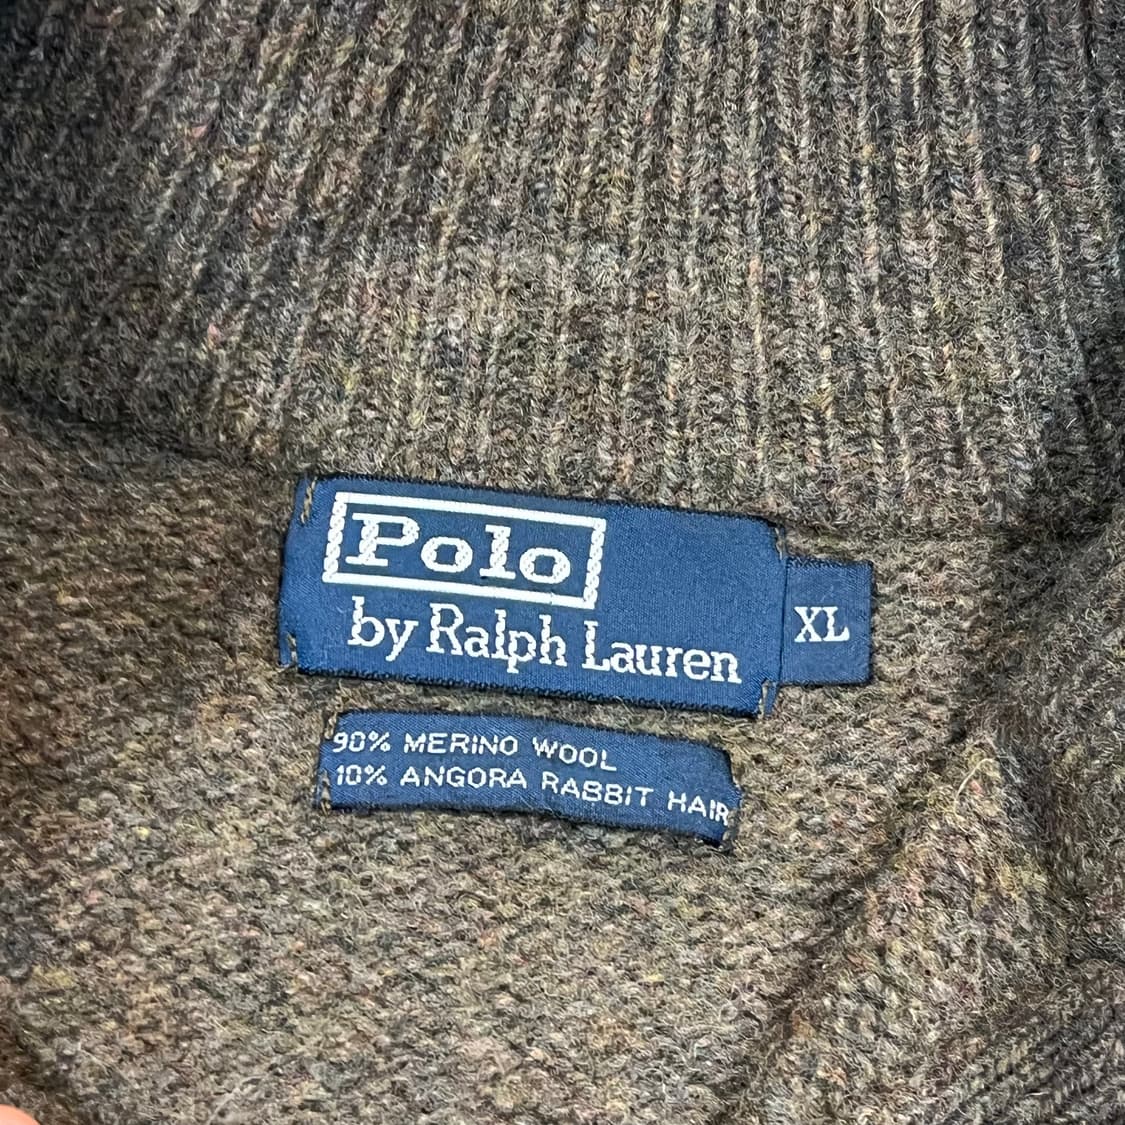 Polo
by Ralph Lauren
XL
90% MERINO WOOL
10% ANGORA RABBIT HAIR